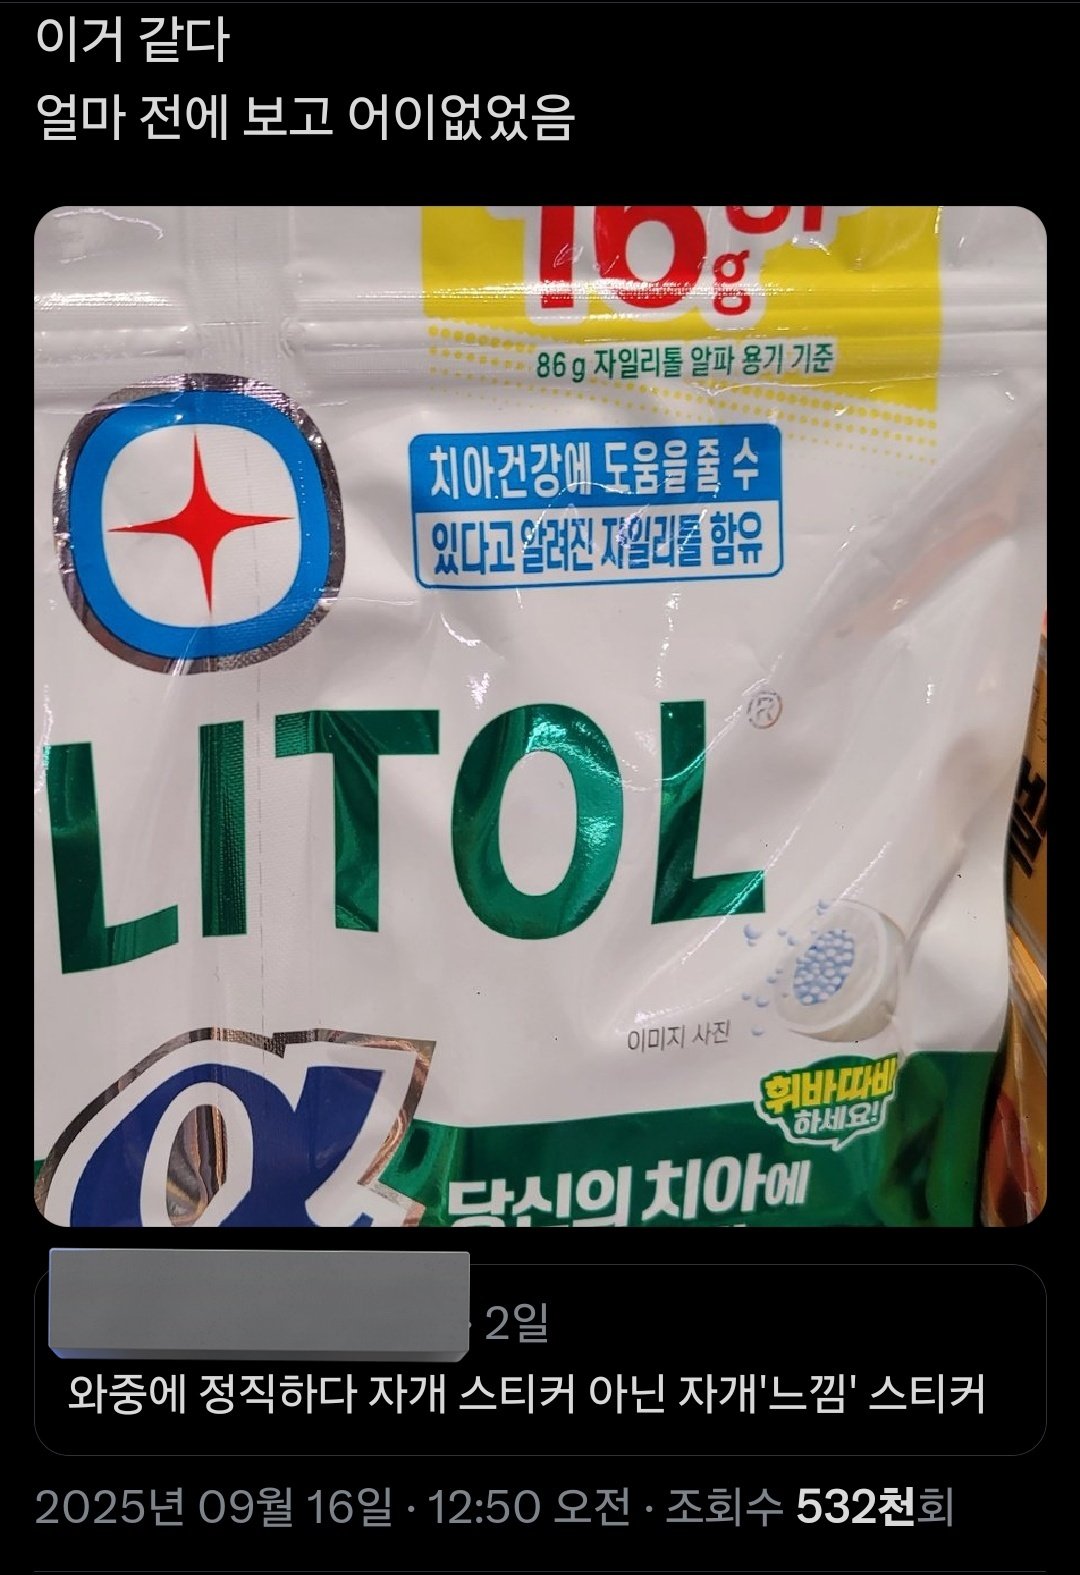 이거 같다
얼마 전에 보고 어이없었음
16g
86g 자일리톨 알파 용기 기준
치아건강에 도움을 줄 수
있다고 알려진 자일리톨 함유
LITOL®
이미지 사진
휘바따바
하세요!
α
당신의 치아에
· 2일
와중에 정직하다 자개 스티커 아닌 자개'느낌' 스티커
2025년 09월 16일 · 12:50 오전 · 조회수 532천회